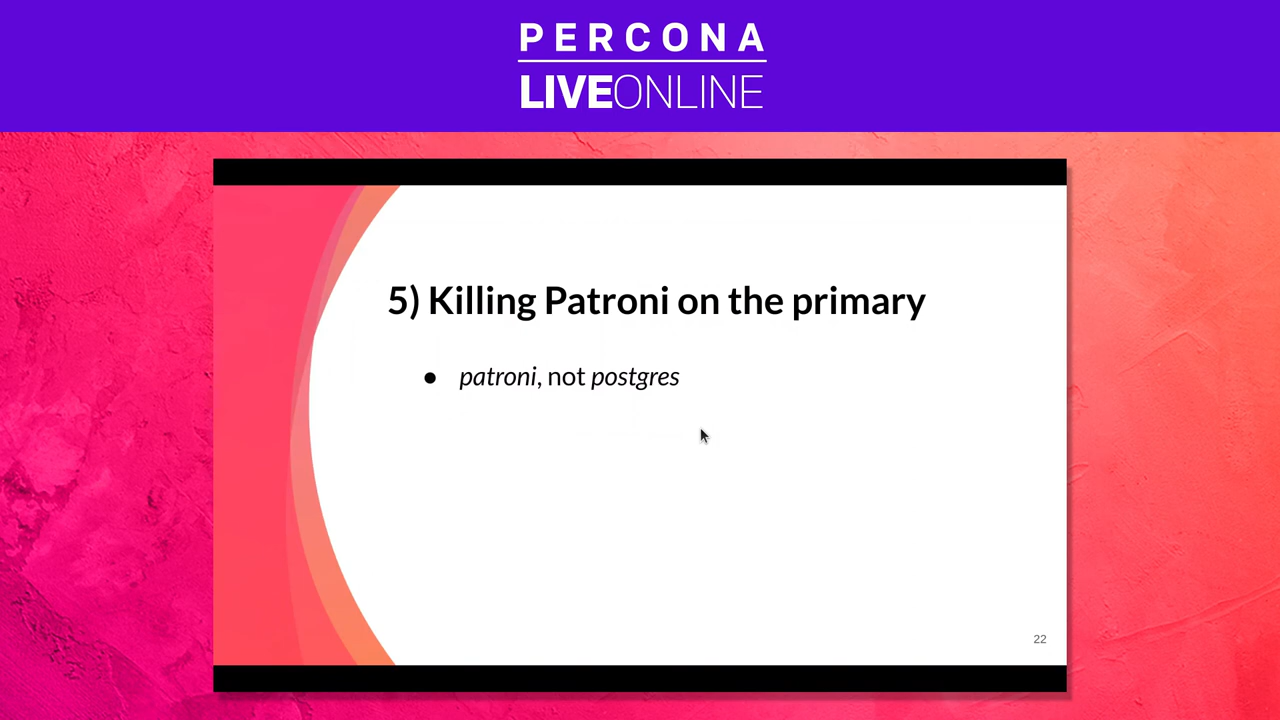 PERCONA
LIVEONLINE
5) Killing Patroni on the primary
● patroni, not postgres
22